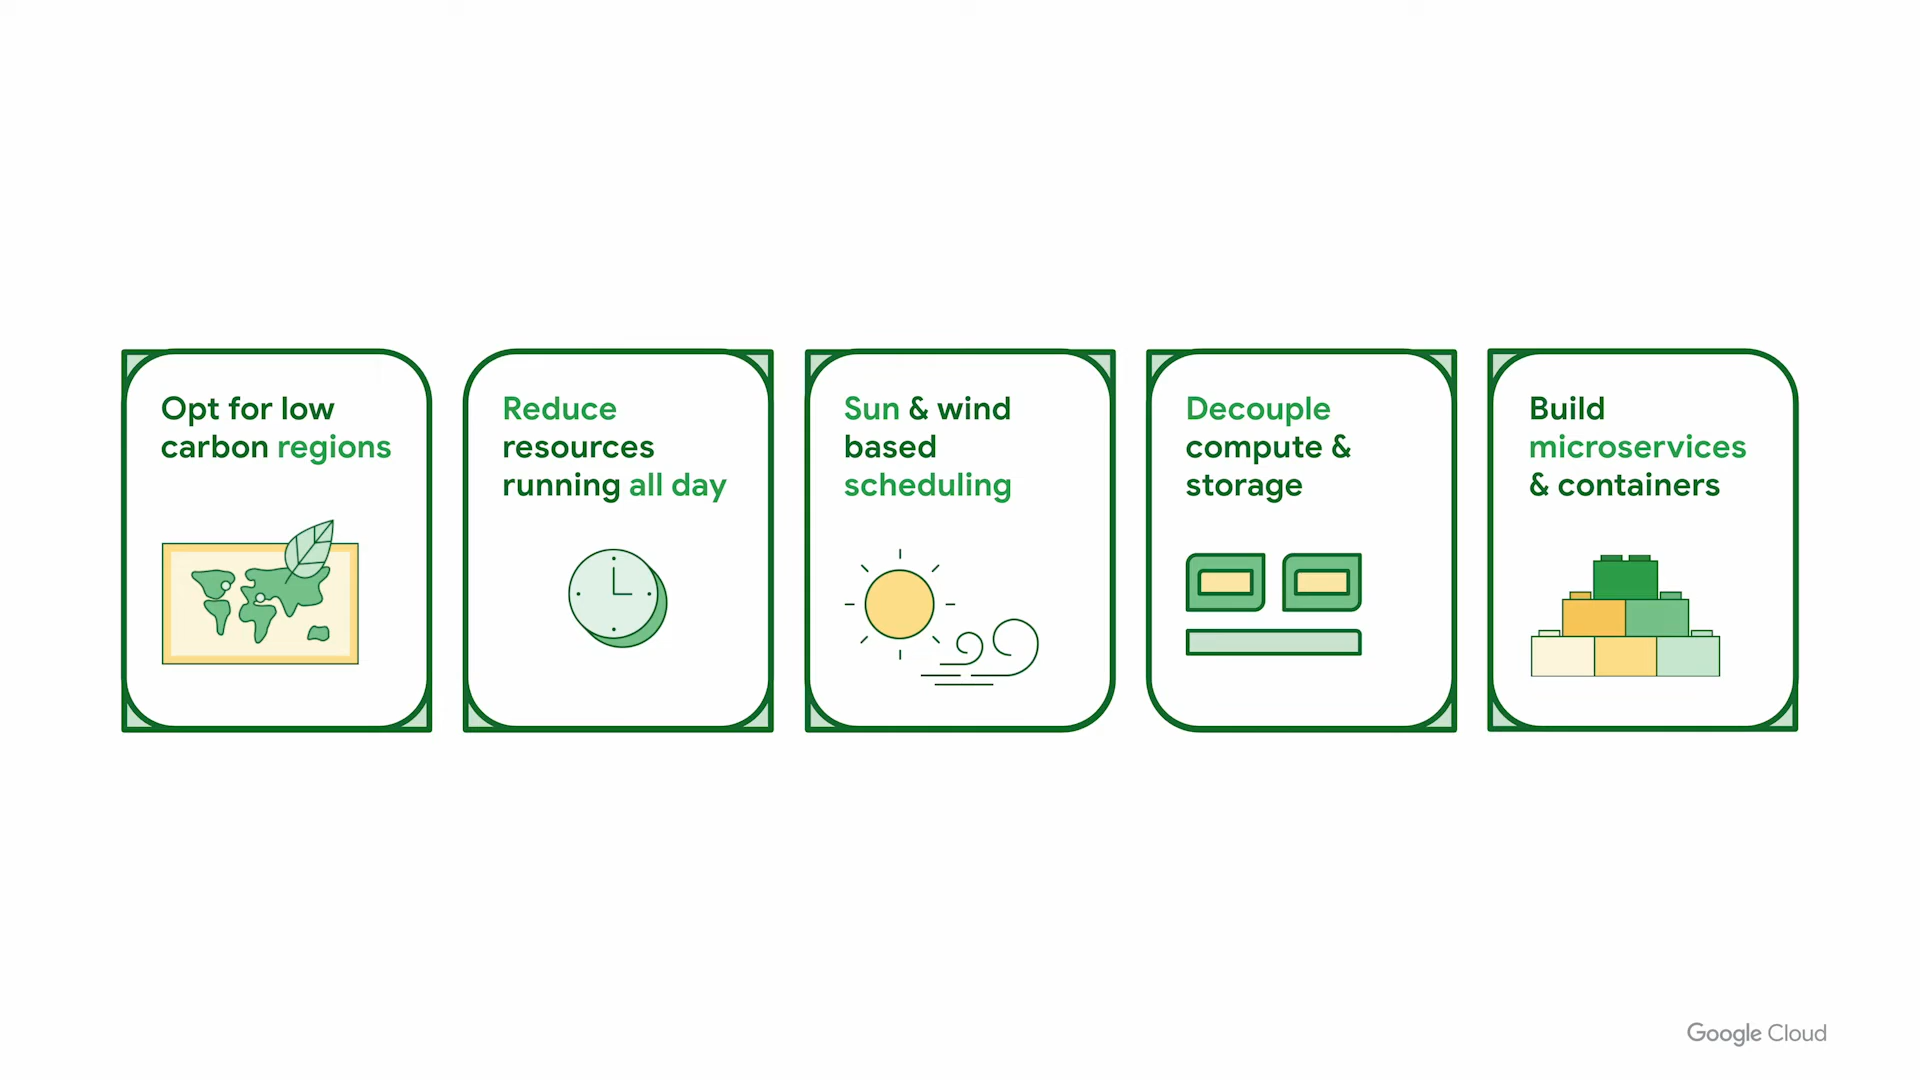 Opt for low
carbon regions
Reduce
resources
running all day
Sun & wind
based
scheduling
Decouple
compute &
storage
Build
microservices
& containers
Google Cloud